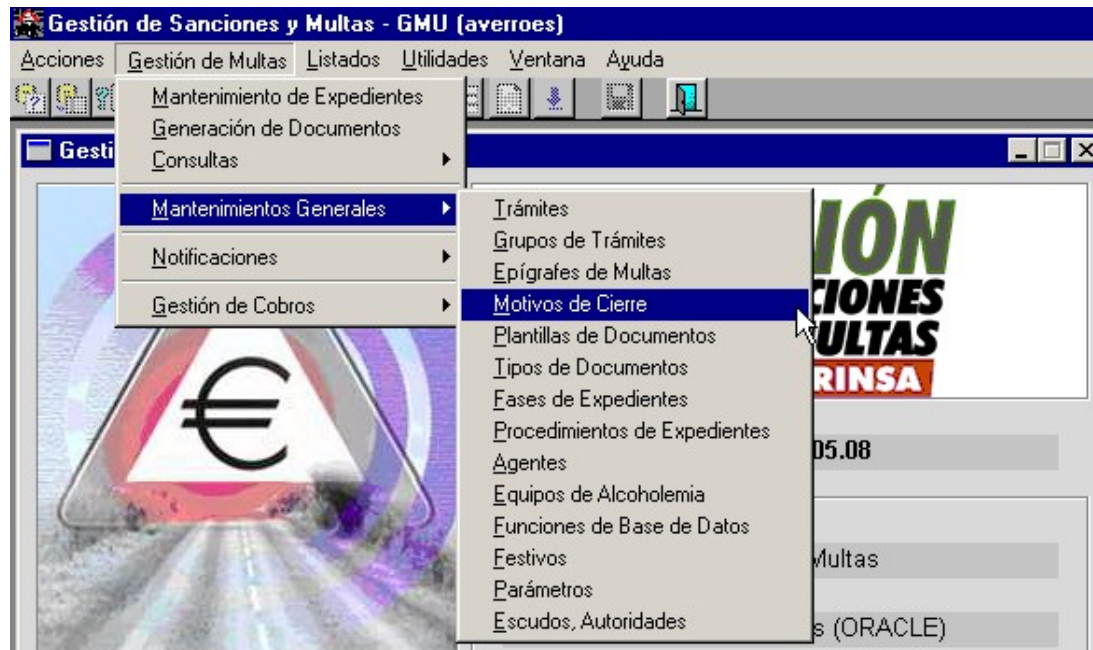 Gestión de Sanciones y Multas - GMU (averroes)
Acciones Gestión de Multas Listados Utilidades Ventana Ayuda
Mantenimiento de Expedientes
Generación de Documentos
Consultas
Mantenimientos Generales
Notificaciones
Gestión de Cobros
Gesti
Trámites
Grupos de Trámites
Epígrafes de Multas
Motivos de Cierre
Plantillas de Documentos
Tipos de Documentos
Fases de Expedientes
Procedimientos de Expedientes
Agentes
Equipos de Alcoholemia
Funciones de Base de Datos
Festivos
Parámetros
Escudos, Autoridades
IÓN
CIONES
ULTAS
RINSA
05.08
Multas
s (ORACLE)
€